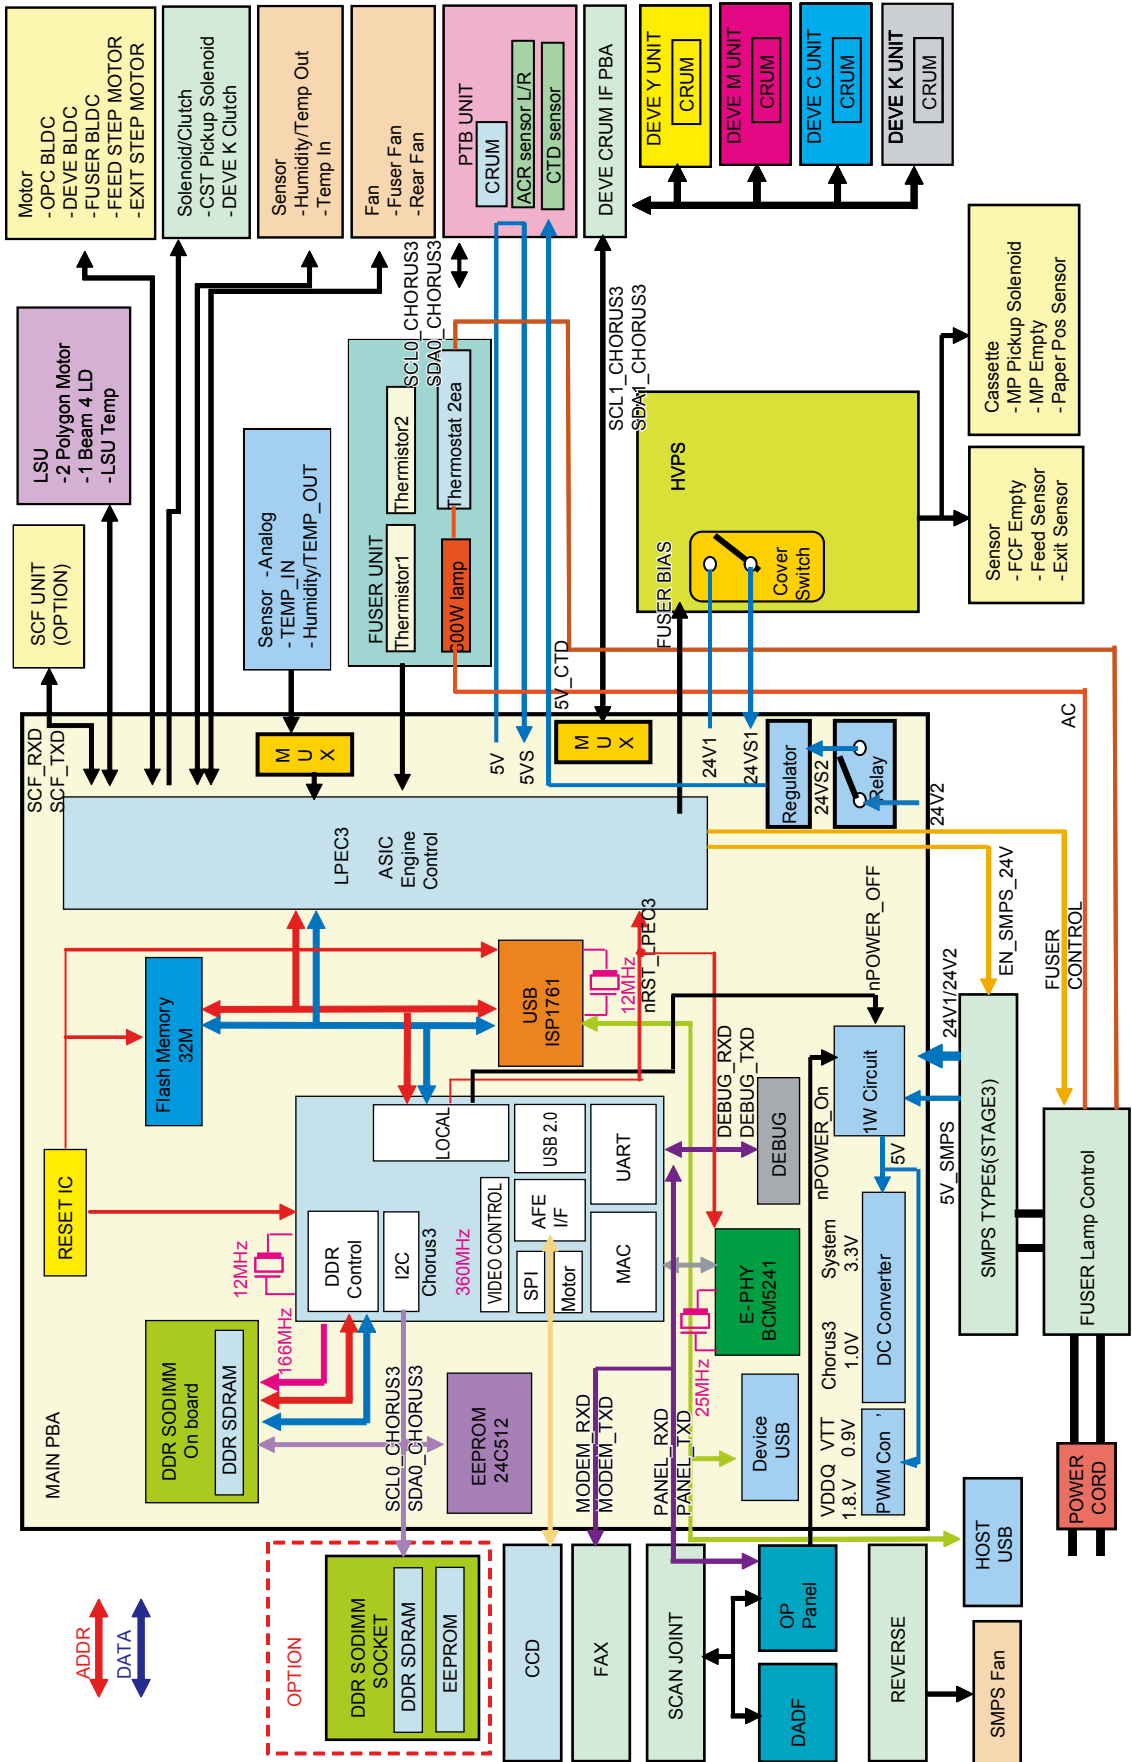 ADDR
DATA
OPTION
DDR SODIMM
SOCKET
DDR SDRAM
EEPROM
CCD
FAX
SCAN JOINT
OP
Panel
DADF
REVERSE
SMPS Fan
HOST
USB
POWER
CORD
MAIN PBA
DDR SODIMM
On board
DDR SDRAM
RESET IC
12MHz
166MHz
SCL0_CHORUS3
SDA0_CHORUS3
EEPROM
24C512
MODEM_RXD
MODEM_TXD
PANEL_RXD
PANEL_TXD
Device
USB
25MHz
E-PHY
BCM5241
Flash Memory
32M
DDR
Control
I2C
Chorus3
360MHz
LOCAL
VIDEO CONTROL
USB 2.0
AFE
I/F
SPI
Motor
UART
MAC
USB
ISP1761
12MHz
nRST_LPEC3
DEBUG_RXD
DEBUG_TXD
DEBUG
nPOWER_On
nPOWER_OFF
1W Circuit
5V
System
3.3V
Chorus3
1.0V
DC Converter
VDDQ VTT
1.8V 0.9V
PWM Con '
5V_SMPS
24V1/24V2
SMPS TYPE5(STAGE3)
EN_SMPS_24V
FUSER
CONTROL
FUSER Lamp Control
AC
LPEC3
ASIC
Engine
Control
SCF_RXD
SCF_TXD
M
U
X
5V
5VS
5V_CTD
M
U
X
24V1
24VS1
Regulator
24VS2
Relay
24V2
SCF UNIT
(OPTION)
LSU
- 2 Polygon Motor
- 1 Beam 4 LD
- LSU Temp
Sensor - Analog
- TEMP_IN
- Humidity/TEMP_OUT
FUSER UNIT
Thermistor1
Thermistor2
600W lamp
Thermostat 2ea
SCL0_CHORUS3
SDA0_CHORUS3
FUSER BIAS
HVPS
Cover
Switch
SCL1_CHORUS3
SDA1_CHORUS3
Sensor
- FCF Empty
- Feed Sensor
- Exit Sensor
Cassette
- MP Pickup Solenoid
- MP Empty
- Paper Pos Sensor
Motor
- OPC BLDC
- DEVE BLDC
- FUSER BLDC
- FEED STEP MOTOR
- EXIT STEP MOTOR
Solenoid/Clutch
- CST Pickup Solenoid
- DEVE K Clutch
Sensor
- Humidity/Temp Out
- Temp In
Fan
- Fuser Fan
- Rear Fan
PTB UNIT
CRUM
ACR sensor L/R
CTD sensor
DEVE CRUM IF PBA
DEVE Y UNIT
CRUM
DEVE M UNIT
CRUM
DEVE C UNIT
CRUM
DEVE K UNIT
CRUM